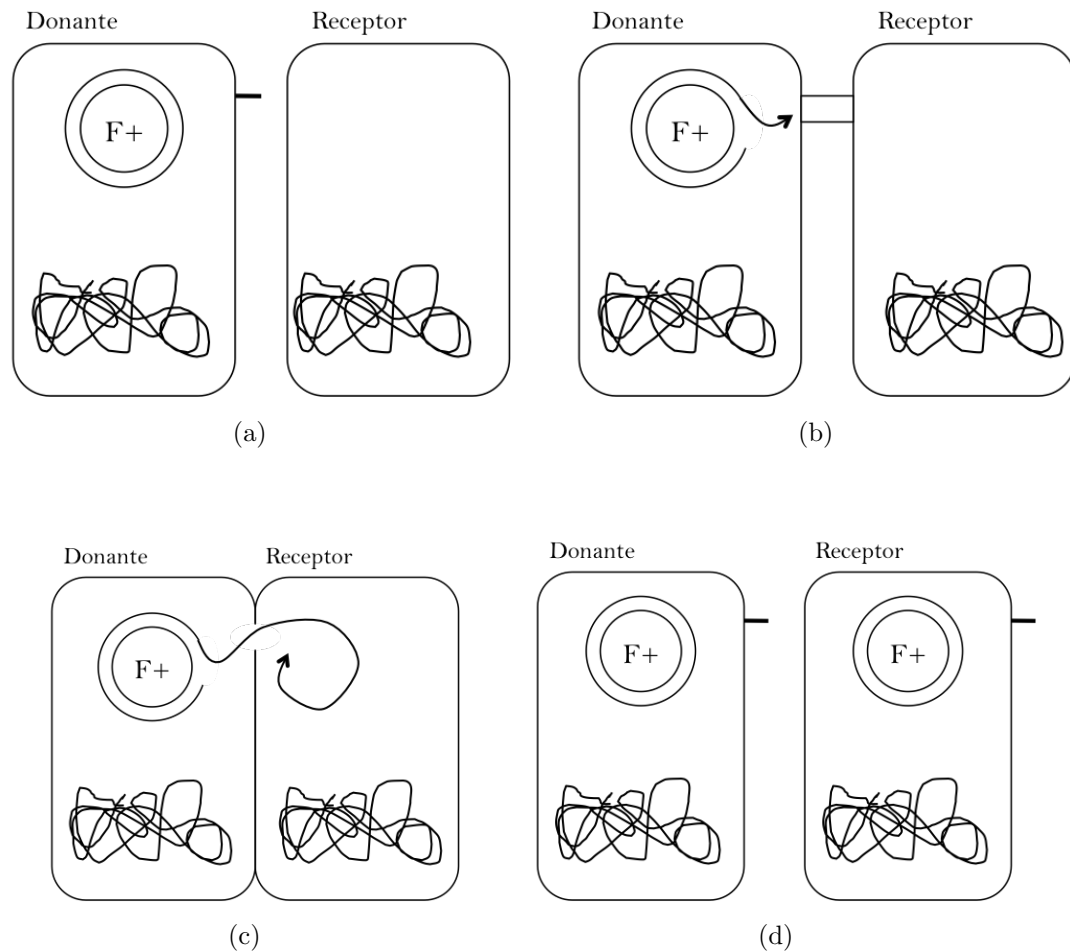 Donante Receptor
F+
(a)
Donante Receptor
F+
(b)
Donante Receptor
F+
(c)
Donante Receptor
F+ F+
(d)